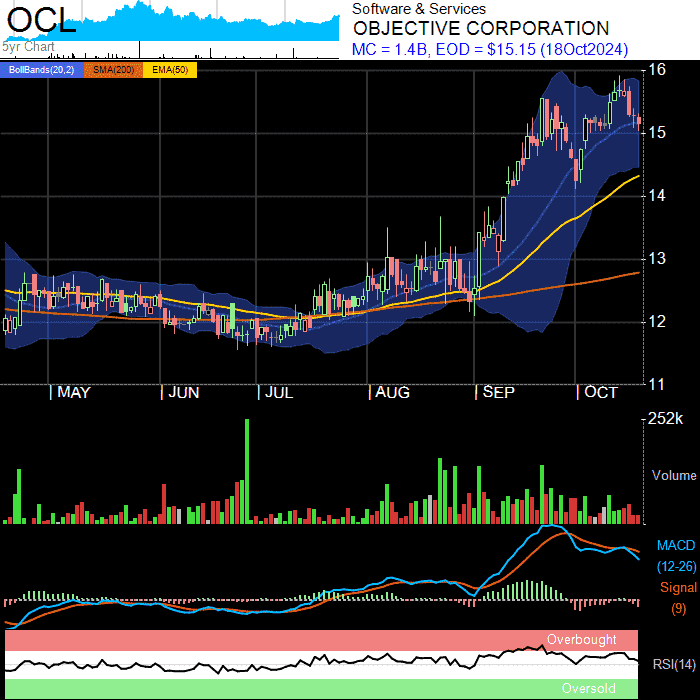 OCL
5yr Chart
Software & Services
OBJECTIVE CORPORATION
MC = 1.4B, EOD = $15.15 (18Oct2024)
BollBands(20,2) SMA(200) EMA(50)
16
15
14
13
12
11
MAY JUN JUL AUG SEP OCT
252k
Volume
MACD
(12-26)
Signal
(9)
Overbought
RSI(14)
Oversold